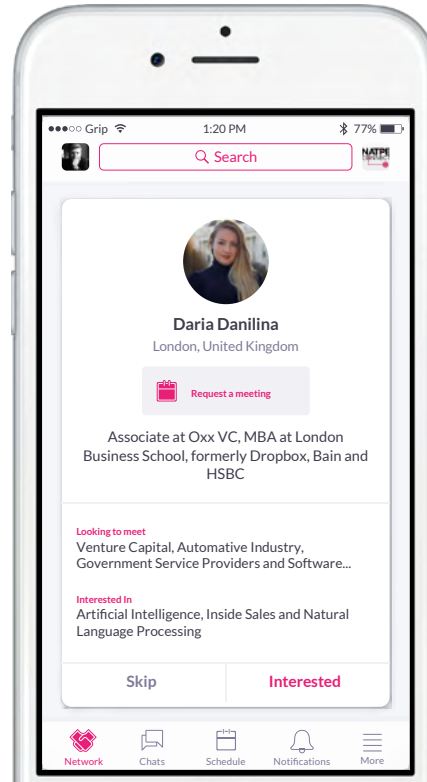 Grip 1:20 PM 77%
Search
NATPE
CONNECT
Daria Danilina
London, United Kingdom
Request a meeting
Associate at Oxx VC, MBA at London
Business School, formerly Dropbox, Bain and
HSBC
Looking to meet
Venture Capital, Automative Industry,
Government Service Providers and Software...
Interested In
Artificial Intelligence, Inside Sales and Natural
Language Processing
Skip Interested
Network Chats Schedule Notifications More